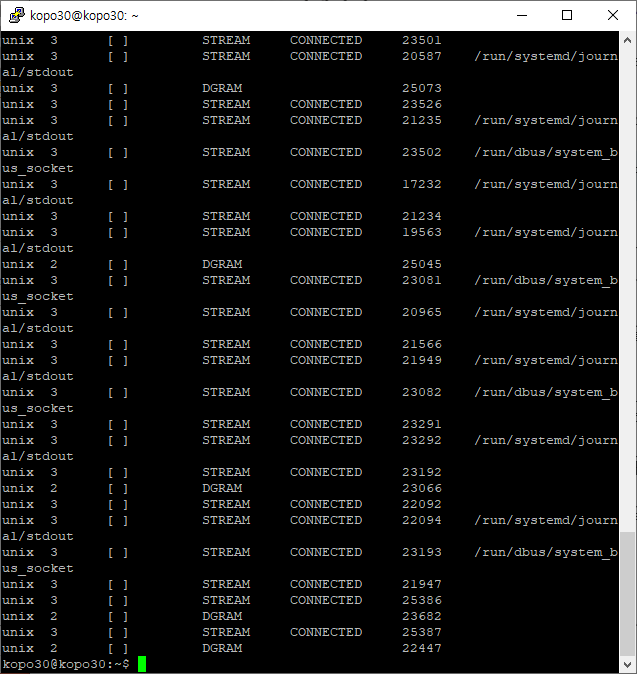 kopo30@kopo30: ~
unix  3      [ ]         STREAM     CONNECTED     23501
unix  3      [ ]         STREAM     CONNECTED     20587    /run/systemd/journ
al/stdout
unix  3      [ ]         DGRAM                    25073
unix  3      [ ]         STREAM     CONNECTED     23526
unix  3      [ ]         STREAM     CONNECTED     21235    /run/systemd/journ
al/stdout
unix  3      [ ]         STREAM     CONNECTED     23502    /run/dbus/system_b
us_socket
unix  3      [ ]         STREAM     CONNECTED     17232    /run/systemd/journ
al/stdout
unix  3      [ ]         STREAM     CONNECTED     21234
unix  3      [ ]         STREAM     CONNECTED     19563    /run/systemd/journ
al/stdout
unix  2      [ ]         DGRAM                    25045
unix  3      [ ]         STREAM     CONNECTED     23081    /run/dbus/system_b
us_socket
unix  3      [ ]         STREAM     CONNECTED     20965    /run/systemd/journ
al/stdout
unix  3      [ ]         STREAM     CONNECTED     21566
unix  3      [ ]         STREAM     CONNECTED     21949    /run/systemd/journ
al/stdout
unix  3      [ ]         STREAM     CONNECTED     23082    /run/dbus/system_b
us_socket
unix  3      [ ]         STREAM     CONNECTED     23291
unix  3      [ ]         STREAM     CONNECTED     23292    /run/systemd/journ
al/stdout
unix  3      [ ]         STREAM     CONNECTED     23192
unix  2      [ ]         DGRAM                    23066
unix  3      [ ]         STREAM     CONNECTED     22092
unix  3      [ ]         STREAM     CONNECTED     22094    /run/systemd/journ
al/stdout
unix  3      [ ]         STREAM     CONNECTED     23193    /run/dbus/system_b
us_socket
unix  3      [ ]         STREAM     CONNECTED     21947
unix  3      [ ]         STREAM     CONNECTED     25386
unix  2      [ ]         DGRAM                    23682
unix  3      [ ]         STREAM     CONNECTED     25387
unix  2      [ ]         DGRAM                    22447
kopo30@kopo30:~$